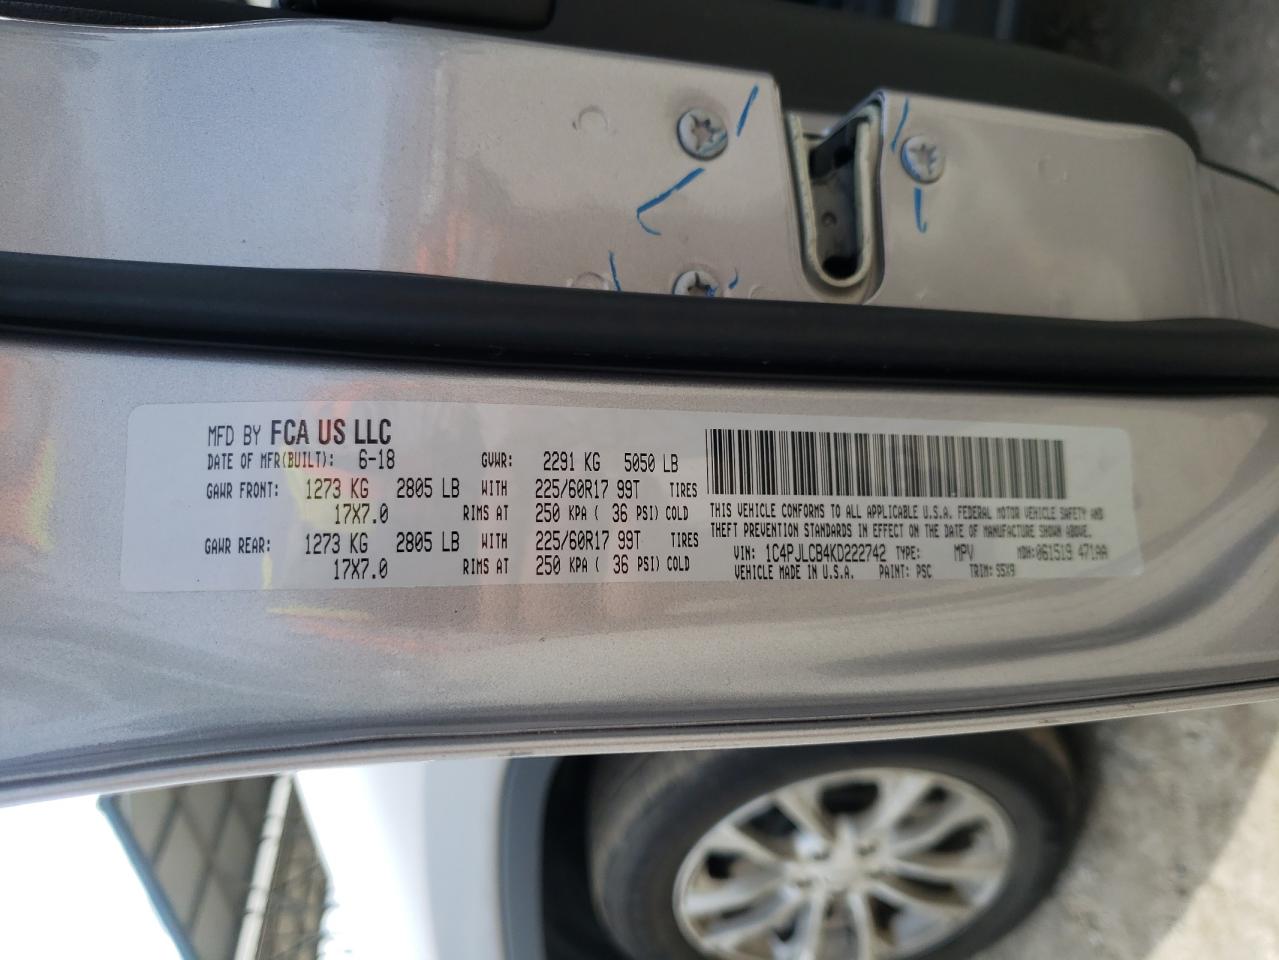 MFD BY FCA US LLC
DATE OF MFR(BUILT): 6-18 GVWR: 2291 KG 5050 LB
GAWR FRONT: 1273 KG 2805 LB WITH 225/60R17 99T TIRES
17X7.0 RIMS AT 250 KPA ( 36 PSI) COLD
GAWR REAR: 1273 KG 2805 LB WITH 225/60R17 99T TIRES
17X7.0 RIMS AT 250 KPA ( 36 PSI) COLD
THIS VEHICLE CONFORMS TO ALL APPLICABLE U.S.A. FEDERAL MOTOR VEHICLE SAFETY AND
THEFT PREVENTION STANDARDS IN EFFECT ON THE DATE OF MANUFACTURE SHOWN ABOVE.
VIN: 1C4PJLCB4KD222742 TYPE: MPV MDH: 061519 471AA
VEHICLE MADE IN U.S.A. PAINT: PSC TRIM: S5X9